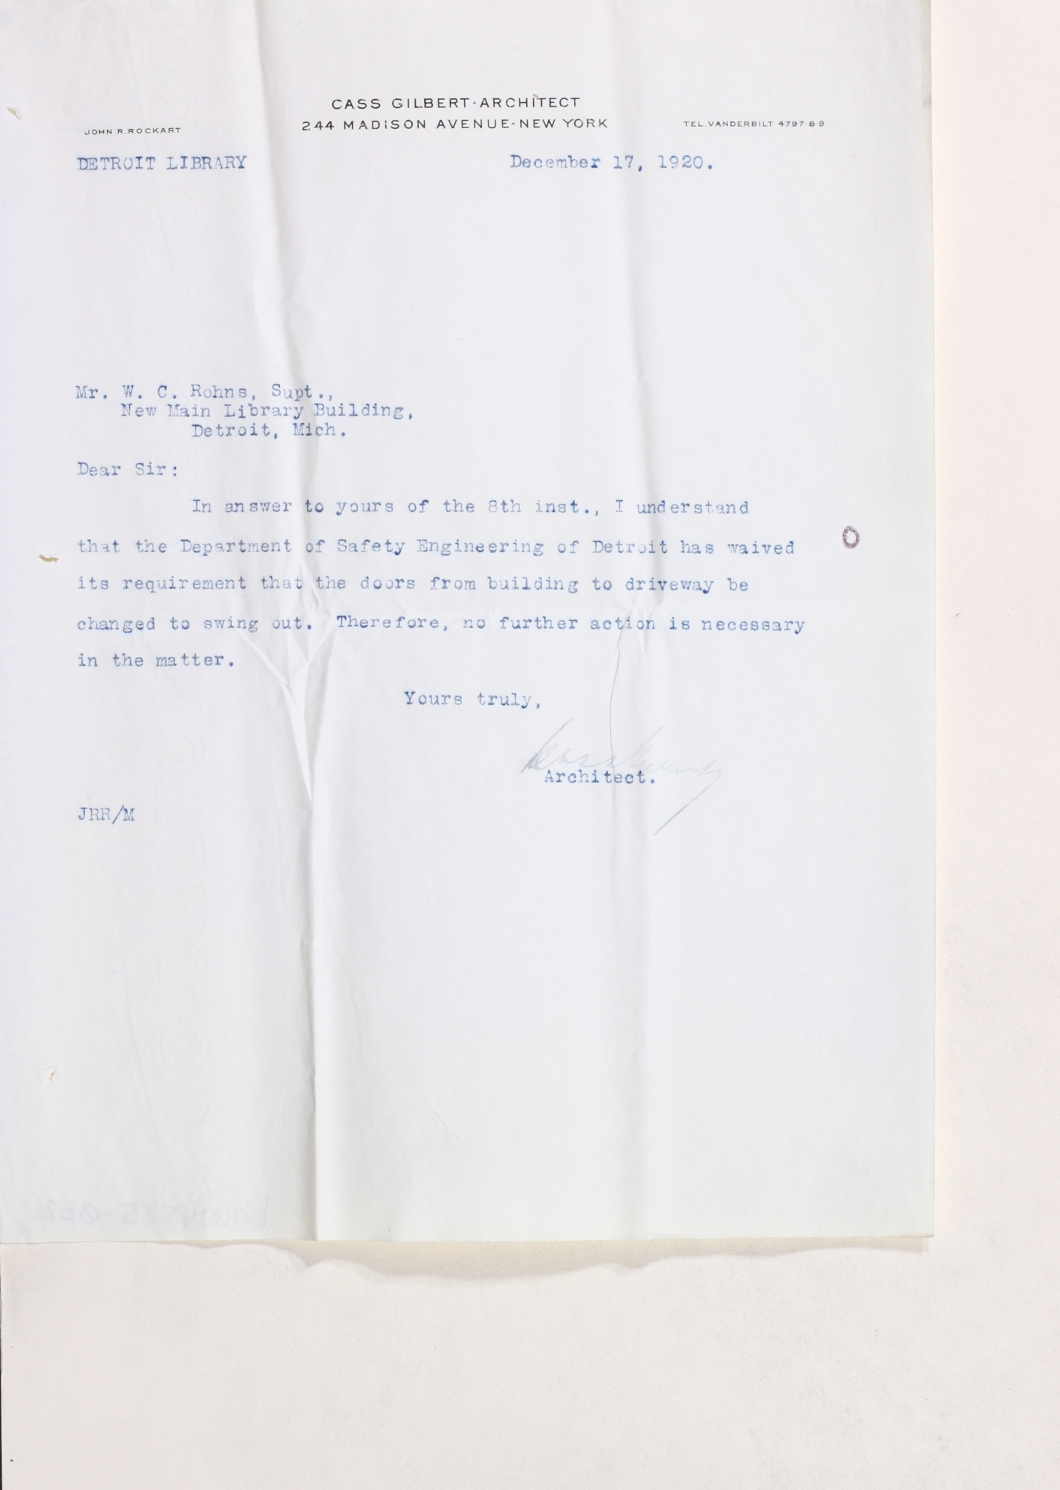 CASS GILBERT·ARCHITECT
244 MADISON AVENUE-NEW YORK
JOHN R. ROCKART
TEL. VANDERBILT 4797-8-9
DETROIT LIBRARY December 17, 1920.
Mr. W. C. Rohns, Supt.,
New Main Library Building,
Detroit, Mich.
Dear Sir:
In answer to yours of the 8th inst., I understand
that the Department of Safety Engineering of Detroit has waived
its requirement that the doors from building to driveway be
changed to swing out. Therefore, no further action is necessary
in the matter.
Yours truly,
Architect.
JRR/M